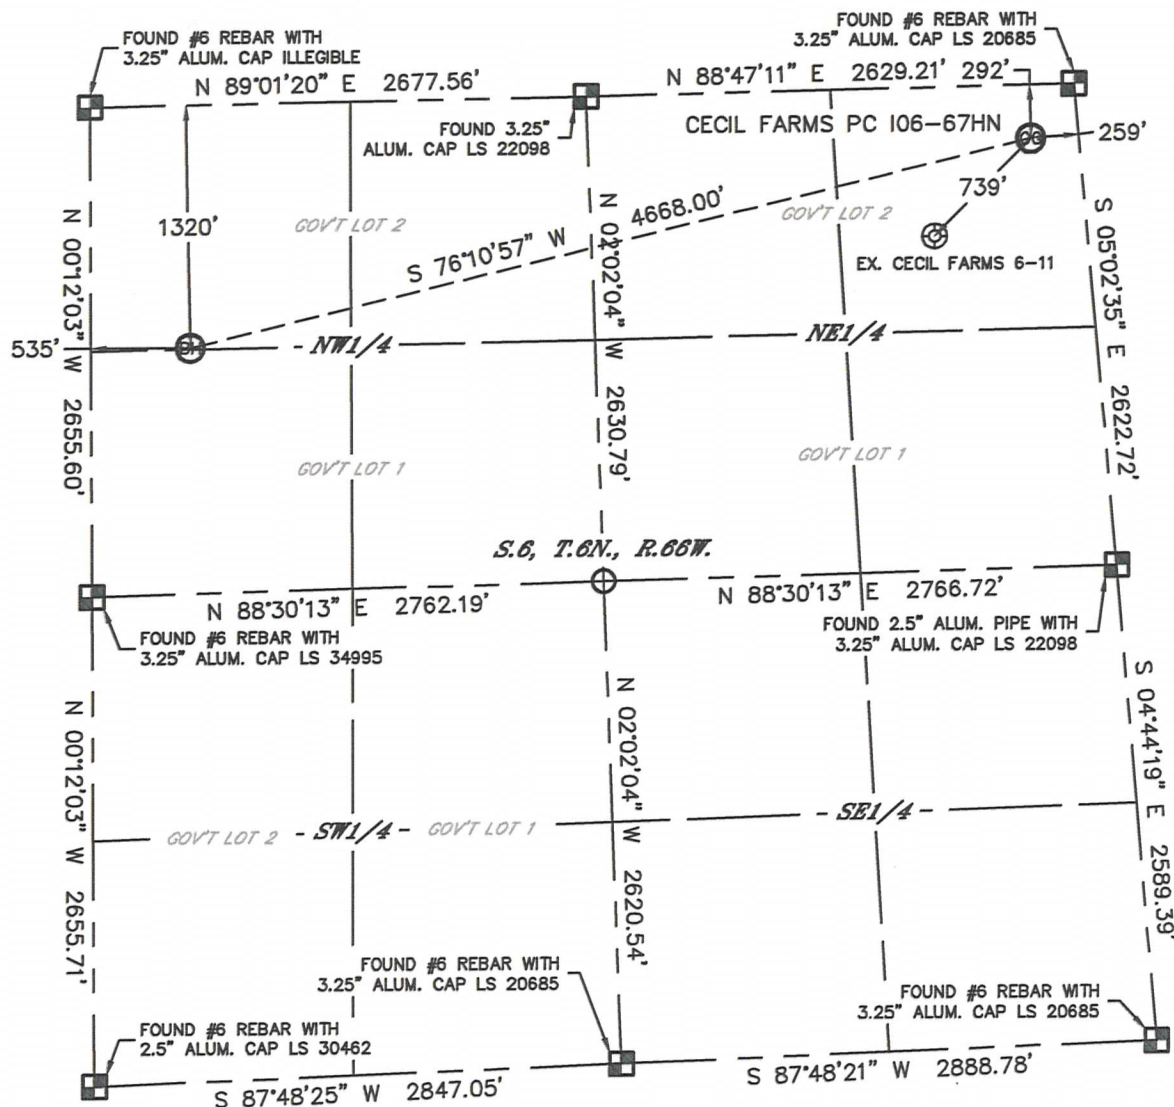 FOUND #6 REBAR WITH
3.25" ALUM. CAP ILLEGIBLE
N 89°01'20" E 2677.56'
FOUND 3.25"
ALUM. CAP LS 22098
FOUND #6 REBAR WITH
3.25" ALUM. CAP LS 20685
N 88°47'11" E 2629.21' 292'
CECIL FARMS PC I06-67HN
259'
739'
EX. CECIL FARMS 6-11
1320'
GOV'T LOT 2
GOV'T LOT 2
S 76°10'57" W 4668.00'
N 00°12'03" W 2655.60'
N 02°02'04" W 2630.79'
S 05°02'35" E 2622.72'
535'
BH
NW1/4
NE1/4
GOV'T LOT 1
GOV'T LOT 1
S.6, T.6N., R.66W.
N 88°30'13" E 2762.19'
N 88°30'13" E 2766.72'
FOUND #6 REBAR WITH
3.25" ALUM. CAP LS 34995
FOUND 2.5" ALUM. PIPE WITH
3.25" ALUM. CAP LS 22098
N 00°12'03" W 2655.71'
N 02°02'04" W 2620.54'
S 04°44'19" E 2589.39'
GOV'T LOT 2
- SW1/4 -
GOV'T LOT 1
- SE1/4 -
FOUND #6 REBAR WITH
3.25" ALUM. CAP LS 20685
FOUND #6 REBAR WITH
3.25" ALUM. CAP LS 20685
FOUND #6 REBAR WITH
2.5" ALUM. CAP LS 30462
S 87°48'25" W 2847.05'
S 87°48'21" W 2888.78'